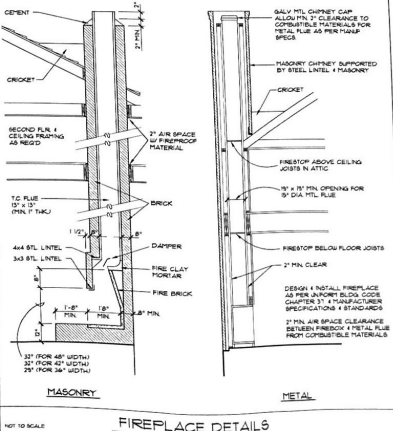 CEMENT
2"
2" MIN.
CRICKET
SECOND FLR. &
CEILING FRAMING
AS REQ'D
2" AIR SPACE
W/ FIREPROOF
MATERIAL
T.C. FLUE
13" x 13"
(MIN. 1" THK.)
BRICK
1 1/2"
8"
4x4 STL. LINTEL
3x3 STL. LINTEL
DAMPER
FIRE CLAY
MORTAR
FIRE BRICK
8"
1'-8"
MIN.
1'8"
MIN.
8" MIN.
12"
32" (FOR 48" WIDTH)
30" (FOR 42" WIDTH)
29" (FOR 36" WIDTH)
MASONRY
GALV MTL CHIMNEY CAP
ALLOW MIN. 2" CLEARANCE TO
COMBUSTIBLE MATERIALS FOR
METAL FLUE AS PER MANUF
SPECS.
MASONRY CHIMNEY SUPPORTED
BY STEEL LINTEL & MASONRY
CRICKET
FIRESTOP ABOVE CEILING
JOISTS IN ATTIC
15" x 15" MIN. OPENING FOR
DIA. MTL. FLUE
FIRESTOP BELOW FLOOR JOISTS
2" MIN. CLEAR
DESIGN & INSTALL FIREPLACE
AS PER UNIFORM BLDG. CODE
CHAPTER 37 & MANUFACTURER
SPECIFICATIONS & STANDARDS
2" MIN. AIR SPACE CLEARANCE
BETWEEN FIREBOX & METAL FLUE
FROM COMBUSTIBLE MATERIALS
METAL
NOT TO SCALE
FIREPLACE DETAILS